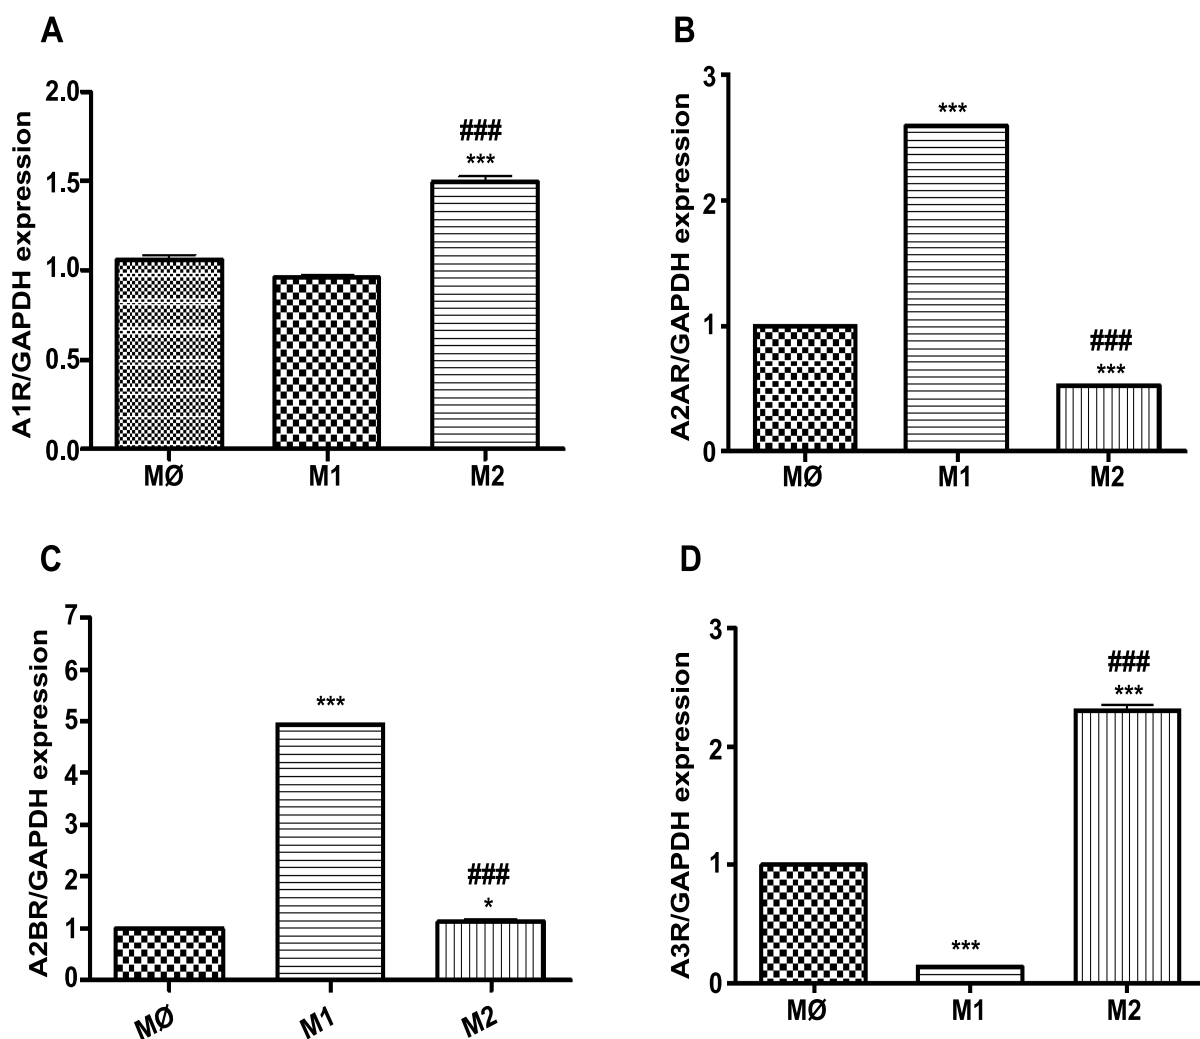 A
A1R/GAPDH expression
2.0
1.5
1.0
0.5
0.0
###
***
MØ M1 M2
B
A2AR/GAPDH expression
3
2
1
0
***
###
***
MØ M1 M2
C
A2BR/GAPDH expression
7
6
5
4
3
2
1
0
***
###
*
MØ M1 M2
D
A3R/GAPDH expression
3
2
1
0
###
***
***
MØ M1 M2